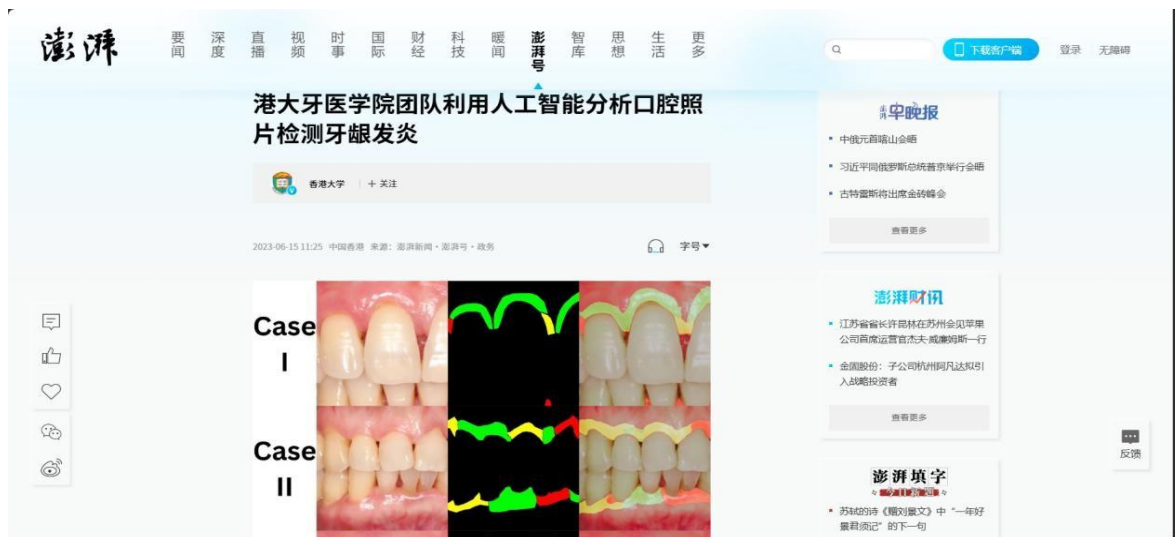 澎湃
要闻
深度
直播
视频
时事
国际
财经
科技
暖闻
澎湃号
智库
思想
生活
更多
下载客户端
登录
无障碍
港大牙医学院团队利用人工智能分析口腔照
片检测牙龈发炎
香港大学
+ 关注
2023-06-15 11:25 中国香港 来源：澎湃新闻·澎湃号·政务
字号▾
Case
I
Case
II
澎湃早晚报
中俄元首喀山会晤
习近平同俄罗斯总统普京举行会晤
古特雷斯将出席金砖峰会
查看更多
澎湃财讯
江苏省省长许昆林在苏州会见苹果
公司首席运营官杰夫·威廉姆斯一行
金固股份：子公司杭州阿凡达拟引
入战略投资者
查看更多
澎湃填字
今日新题
苏轼的诗《赠刘景文》中“一年好
景君须记”的下一句
反馈